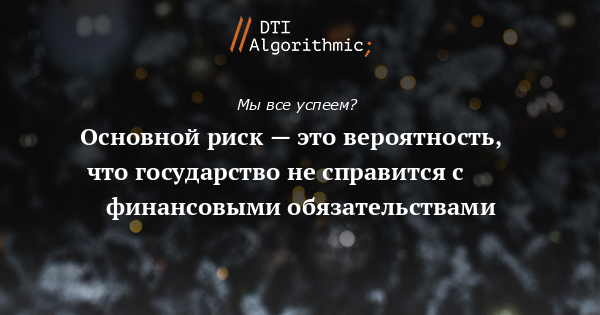 // DTI
Algorithmic;
Мы все успеем?
Основной риск — это вероятность,
что государство не справится с
финансовыми обязательствами